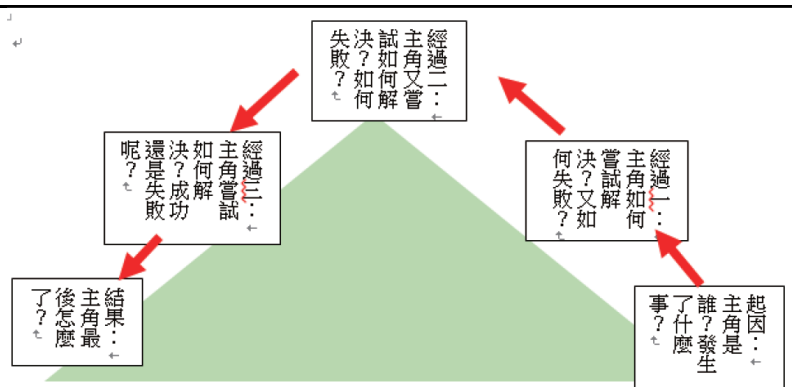 起因：
主角是
誰？發生
了什麼
事？
經過一：
主角如何
嘗試解
決？又如
何失敗？
經過二：
主角又嘗
試如何解
決？如何
失敗？
經過三：
主角嘗試
如何解
決？成功
還是失敗
呢？
結果：
主角最
後怎麼
了？